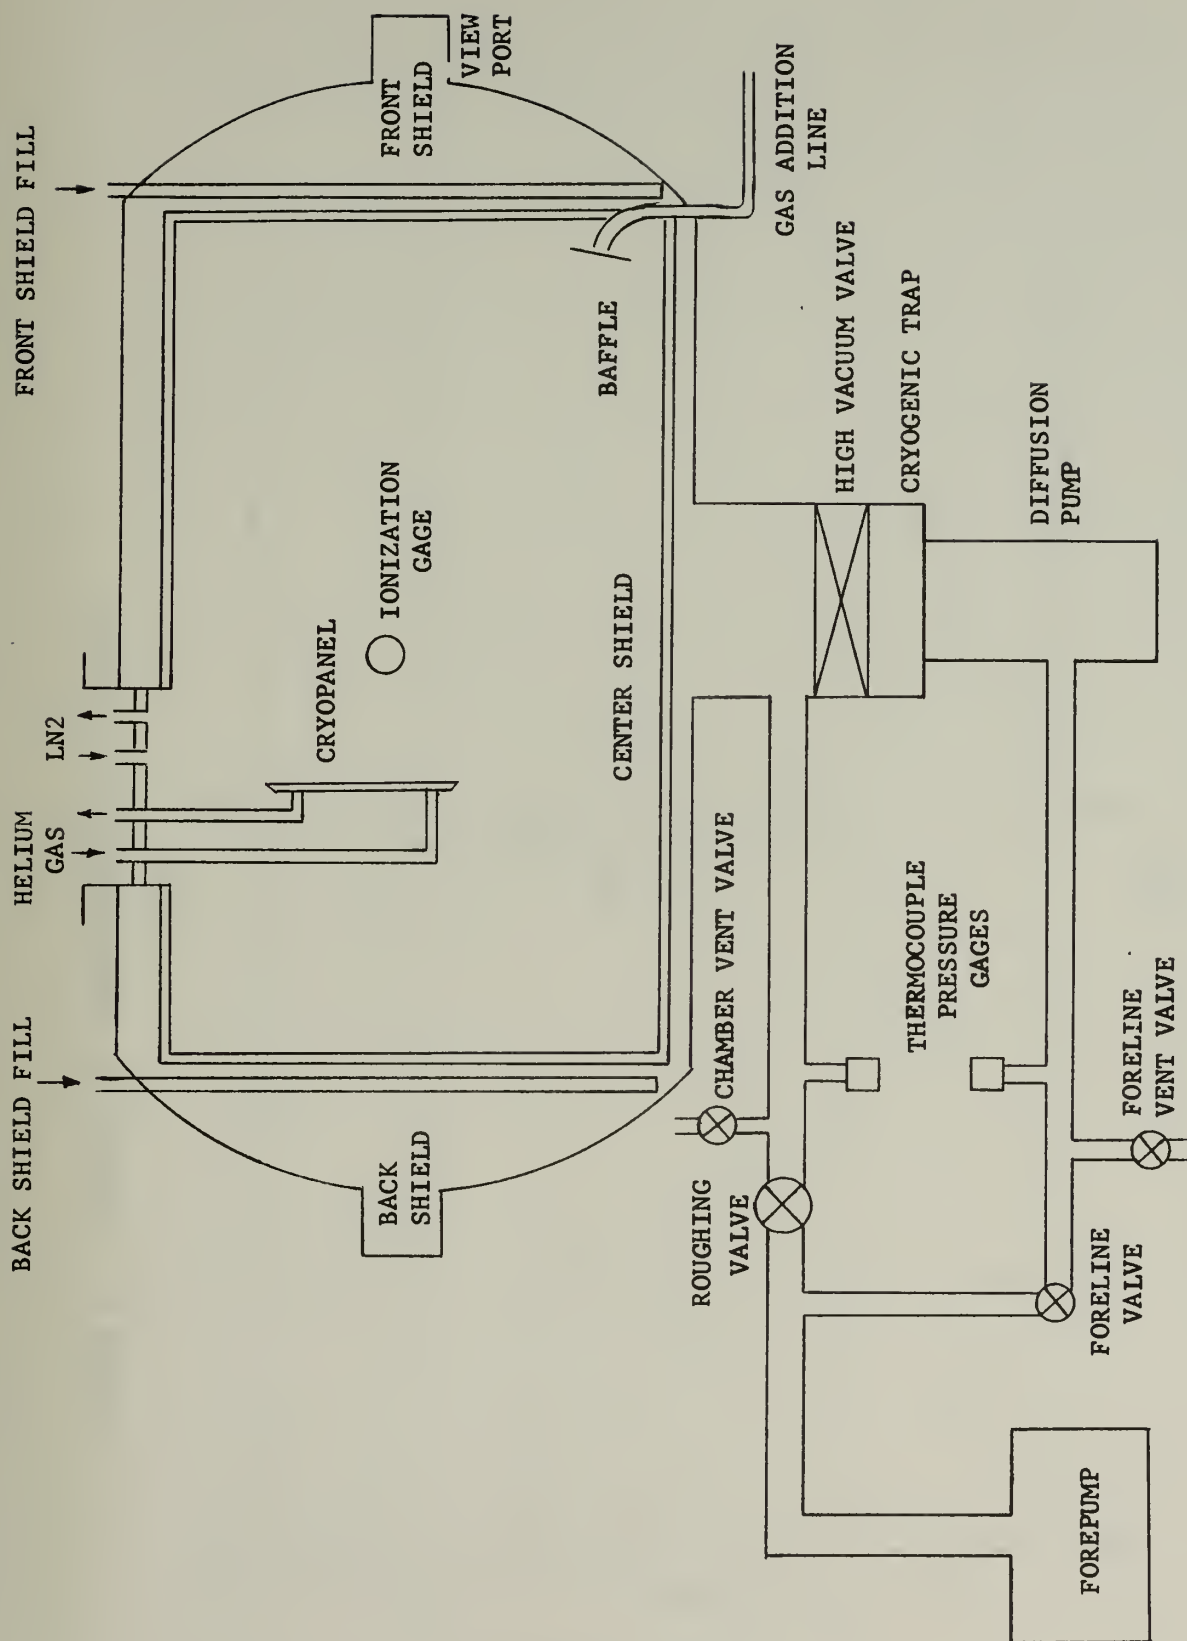 BACK SHIELD FILL
HELIUM
GAS
LN2
FRONT SHIELD FILL
CRYOPANEL
BACK
SHIELD
IONIZATION
GAGE
FRONT
SHIELD
VIEW
PORT
CENTER SHIELD
BAFFLE
ROUGHING
VALVE
CHAMBER VENT VALVE
GAS ADDITION
LINE
HIGH VACUUM VALVE
CRYOGENIC TRAP
THERMOCOUPLE
PRESSURE
GAGES
DIFFUSION
PUMP
FOREPUMP
FORELINE
VALVE
FORELINE
VENT VALVE